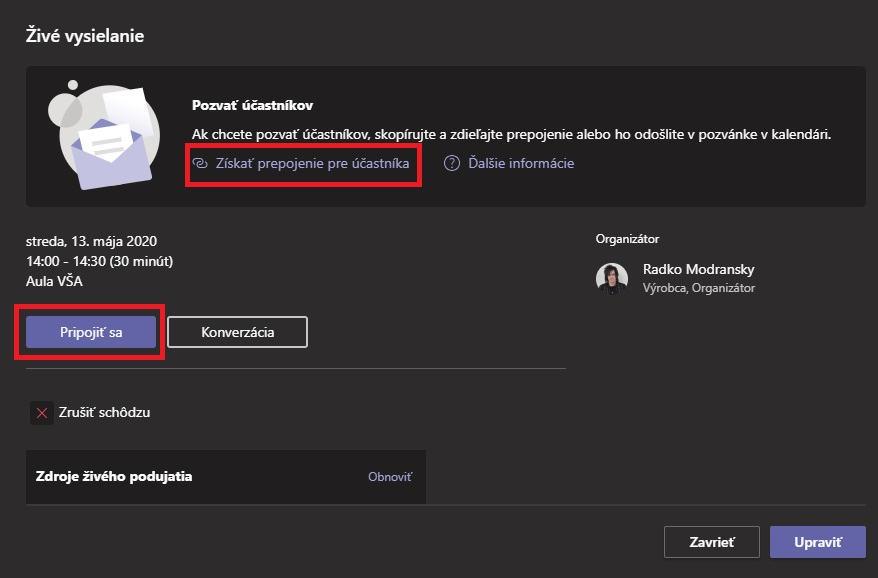 Živé vysielanie
Pozvať účastníkov
Ak chcete pozvať účastníkov, skopírujte a zdieľajte prepojenie alebo ho odošlite v pozvánke v kalendári.
Získať prepojenie pre účastníka
Ďalšie informácie
streda, 13. mája 2020
14:00 - 14:30 (30 minút)
Aula VŠA
Organizátor
Radko Modransky
Výrobca, Organizátor
Pripojiť sa
Konverzácia
Zrušiť schôdzu
Zdroje živého podujatia
Obnoviť
Zavrieť
Upraviť